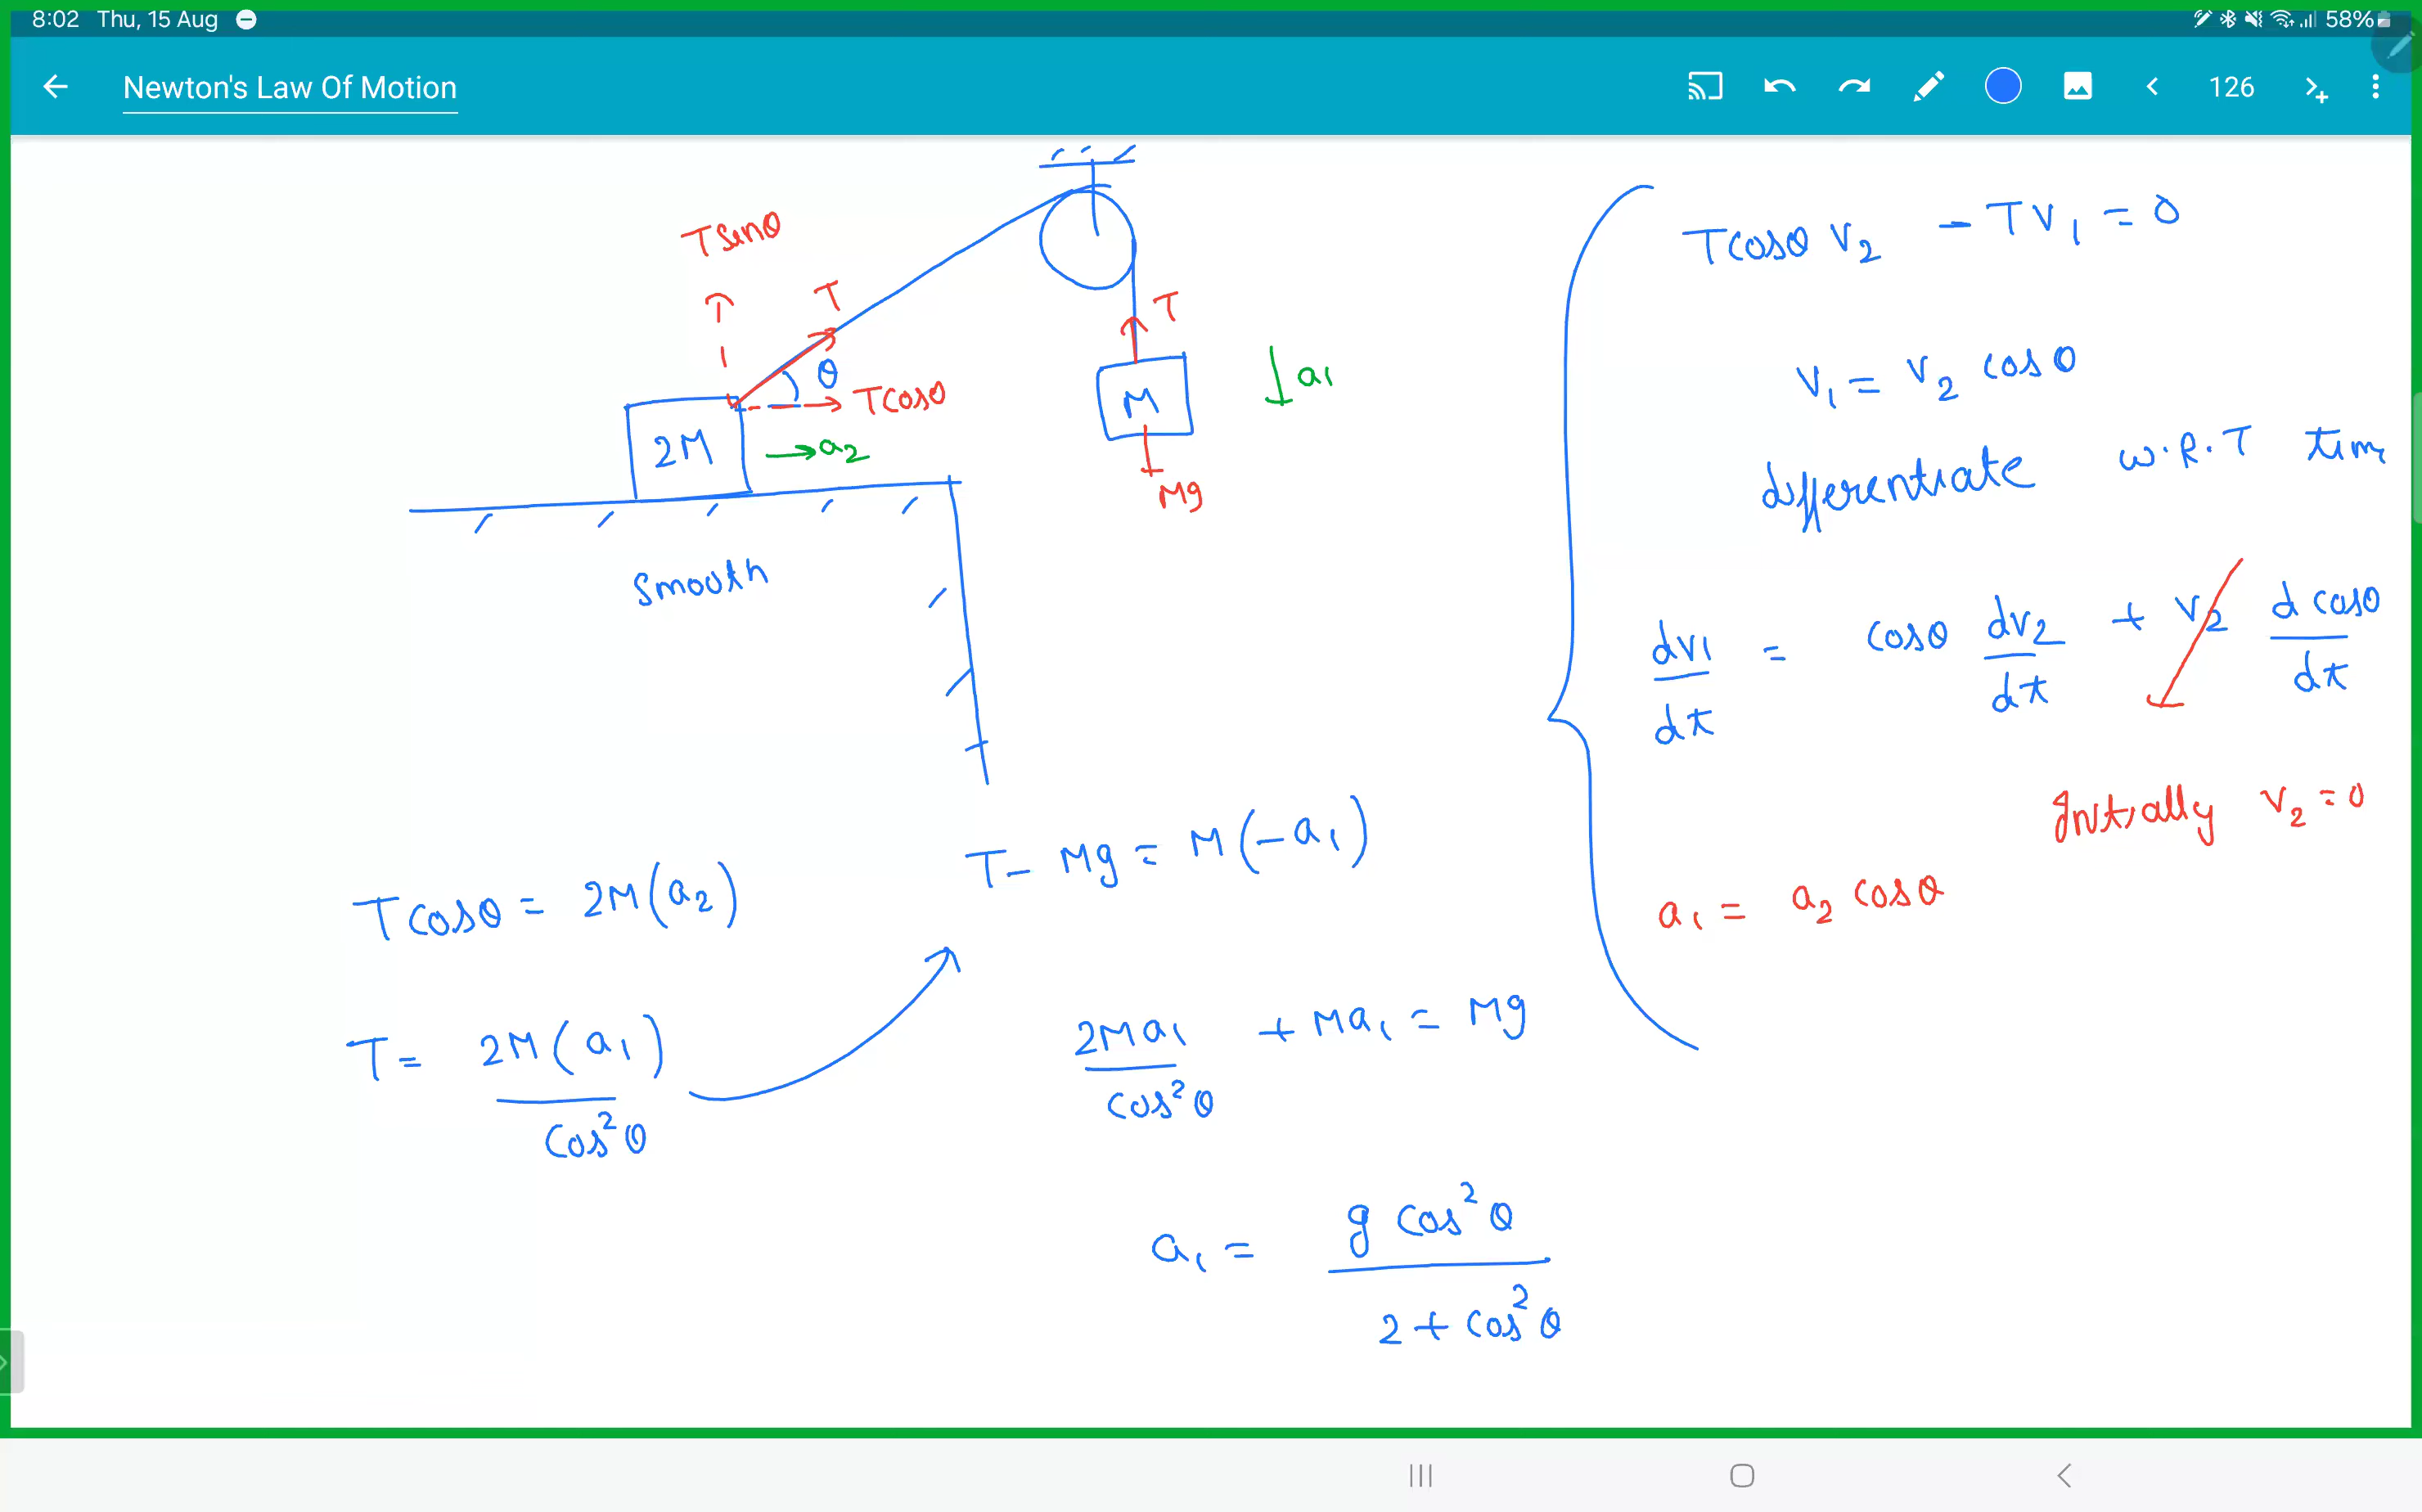 8:02 Thu, 15 Aug 58%
Newton's Law Of Motion 126
Tsinθ
T
θ
Tcosθ
2M
→a2
Smooth
T
M
Mg
a1
Tcosθ = 2M(a2)
T = 2M(a1)
cos²θ
T - Mg = M(-a1)
2Ma1 + Ma1 = Mg
cos²θ
a1 = g cos²θ
2 + cos²θ
Tcosθ v2 - Tv1 = 0
v1 = v2 cosθ
differentiate w.R.T tim
dv1 = cosθ dv2 + v2 d cosθ
dt dt dt
Initially v2 = 0
a1 = a2 cosθ